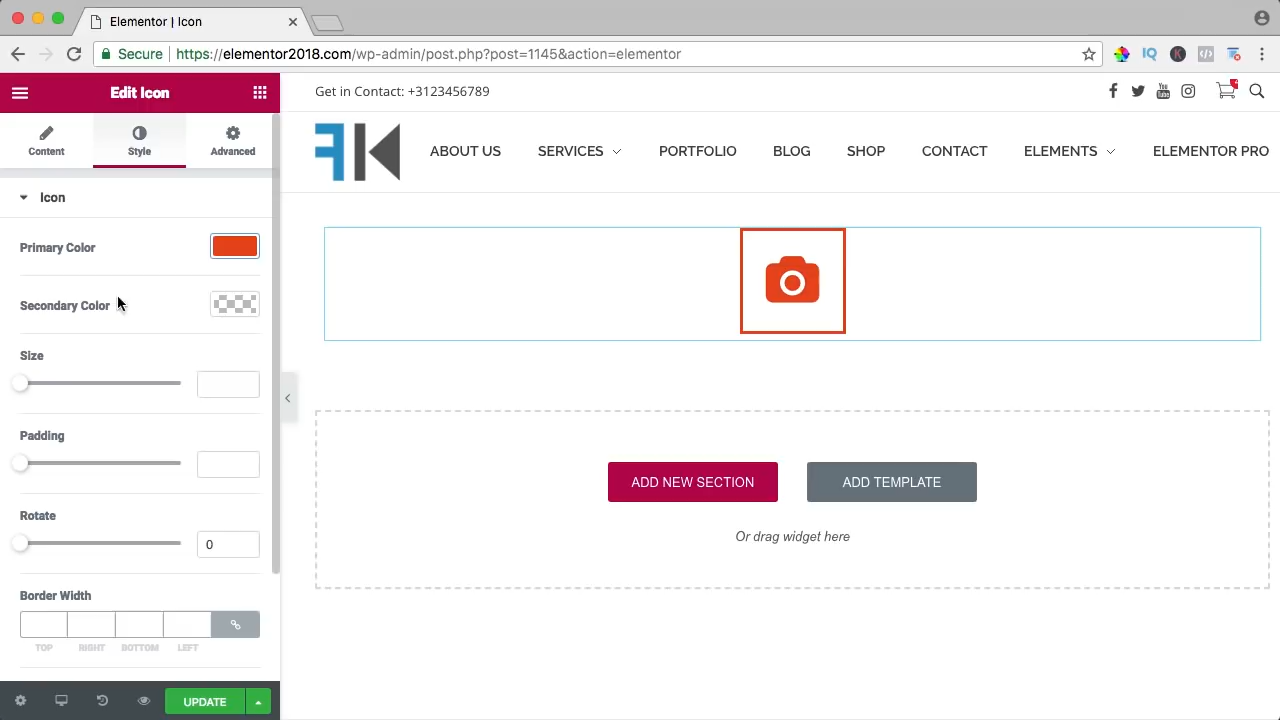 Elementor | Icon
Secure
https://elementor2018.com/wp-admin/post.php?post=1145&action=elementor
Edit Icon
Get in Contact: +3123456789
Content
Style
Advanced
FK
ABOUT US
SERVICES
PORTFOLIO
BLOG
SHOP
CONTACT
ELEMENTS
ELEMENTOR PRO
Icon
Primary Color
Secondary Color
Size
Padding
ADD NEW SECTION
ADD TEMPLATE
Or drag widget here
Rotate
0
Border Width
TOP
RIGHT
BOTTOM
LEFT
UPDATE